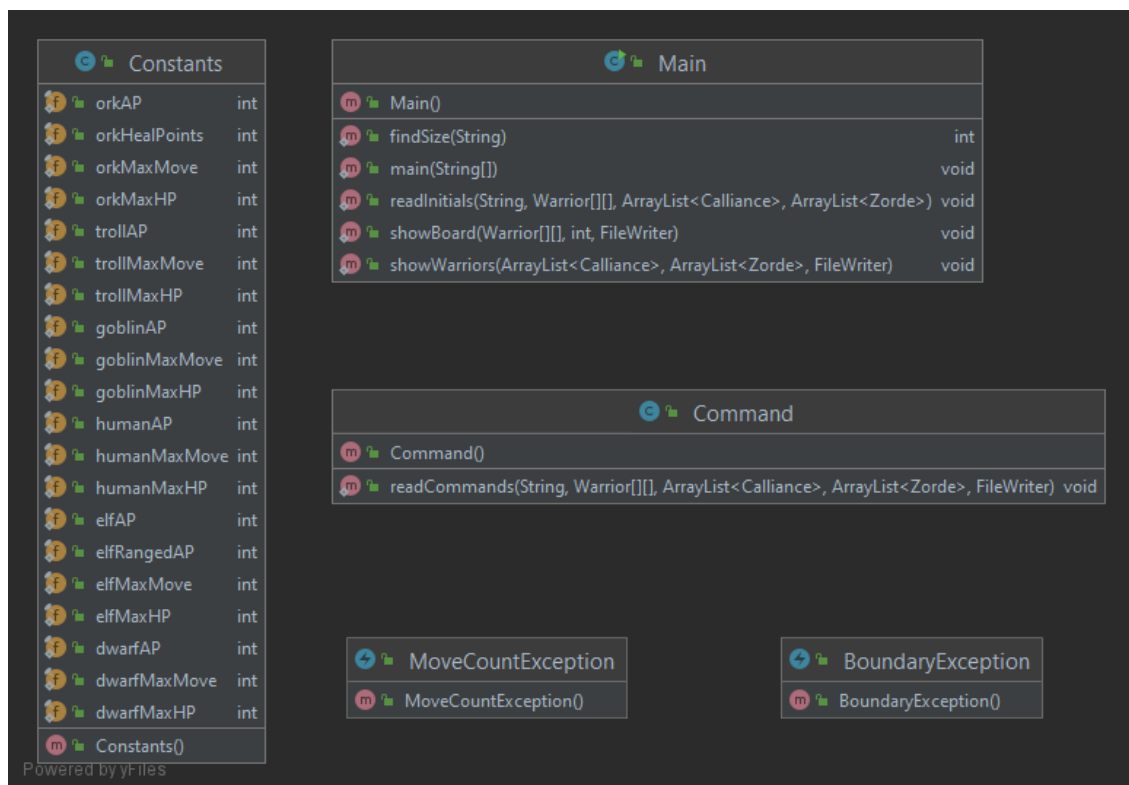 Constants
orkAP int
orkHealPoints int
orkMaxMove int
orkMaxHP int
trollAP int
trollMaxMove int
trollMaxHP int
goblinAP int
goblinMaxMove int
goblinMaxHP int
humanAP int
humanMaxMove int
humanMaxHP int
elfAP int
elfRangedAP int
elfMaxMove int
elfMaxHP int
dwarfAP int
dwarfMaxMove int
dwarfMaxHP int
Constants()
Main
Main()
findSize(String) int
main(String[]) void
readInitials(String, Warrior[][], ArrayList<Calliance>, ArrayList<Zorde>) void
showBoard(Warrior[][], int, FileWriter) void
showWarriors(ArrayList<Calliance>, ArrayList<Zorde>, FileWriter) void
Command
Command()
readCommands(String, Warrior[][], ArrayList<Calliance>, ArrayList<Zorde>, FileWriter) void
MoveCountException
MoveCountException()
BoundaryException
BoundaryException()
Powered by yFiles